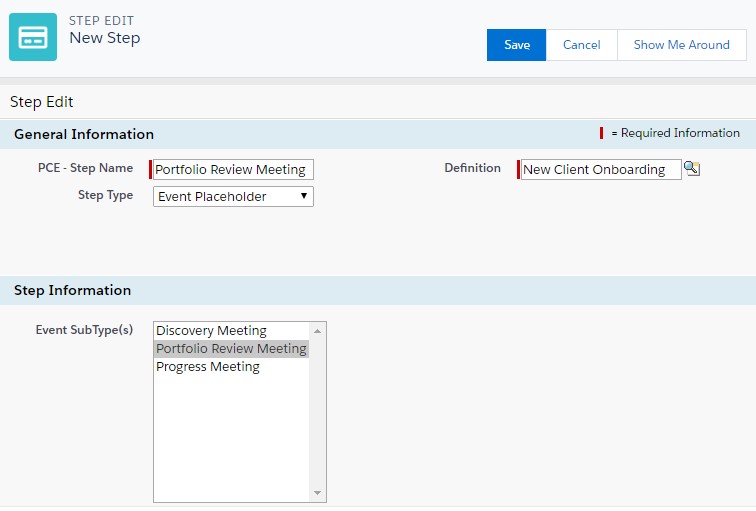 STEP EDIT
New Step
Save Cancel Show Me Around
Step Edit
General Information = Required Information
PCE - Step Name Portfolio Review Meeting Definition New Client Onboarding
Step Type Event Placeholder
Step Information
Event SubType(s) Discovery Meeting
Portfolio Review Meeting
Progress Meeting